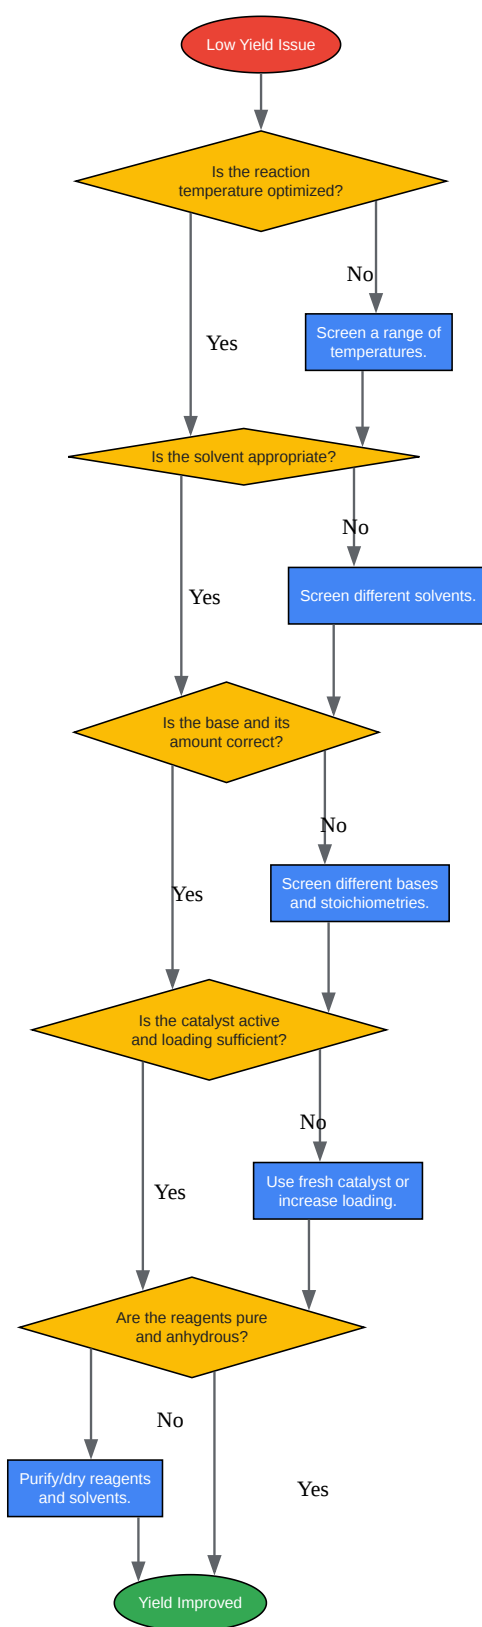 Low Yield Issue
Is the reaction
temperature optimized?
No
Screen a range of
temperatures.
Yes
Is the solvent appropriate?
No
Screen different solvents.
Yes
Is the base and its
amount correct?
No
Screen different bases
and stoichiometries.
Yes
Is the catalyst active
and loading sufficient?
No
Use fresh catalyst or
increase loading.
Yes
Are the reagents pure
and anhydrous?
No
Purify/dry reagents
and solvents.
Yes
Yield Improved